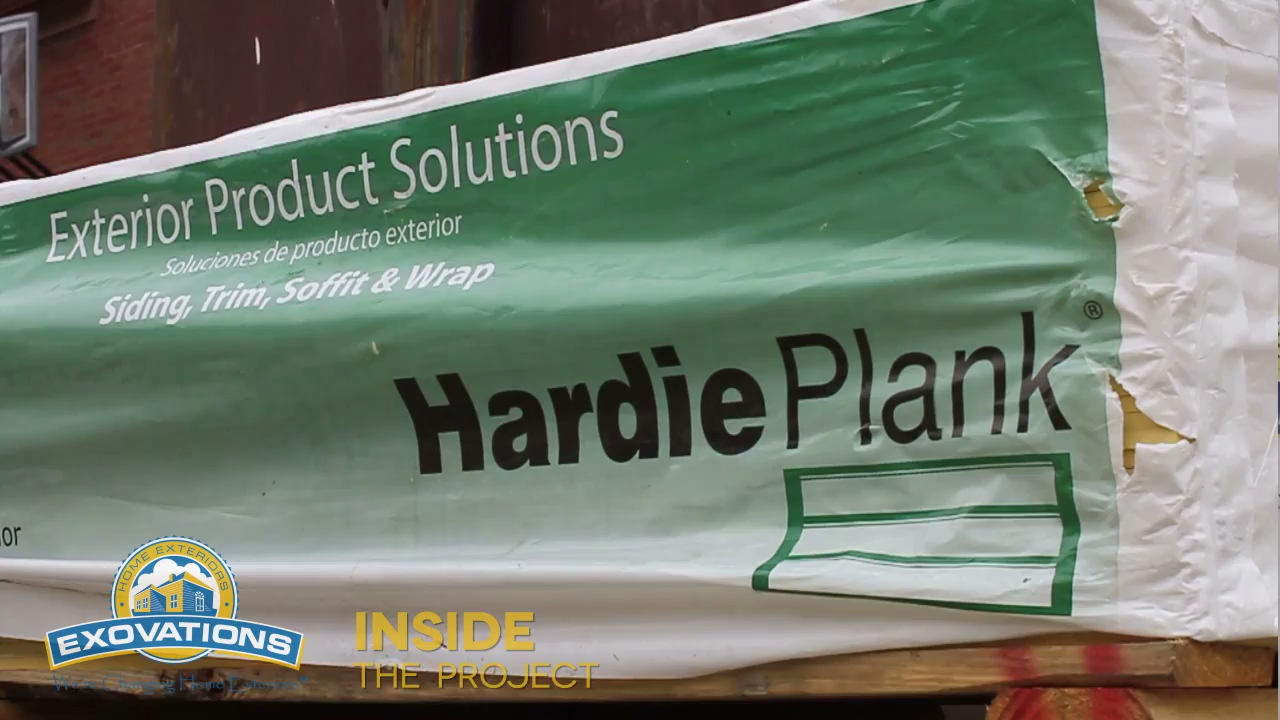 Exterior Product Solutions
Soluciones de producto exterior
Siding, Trim, Soffit & Wrap
HardiePlank®
or
HOME EXTERIORS
EXOVATIONS
INSIDE
THE PROJECT